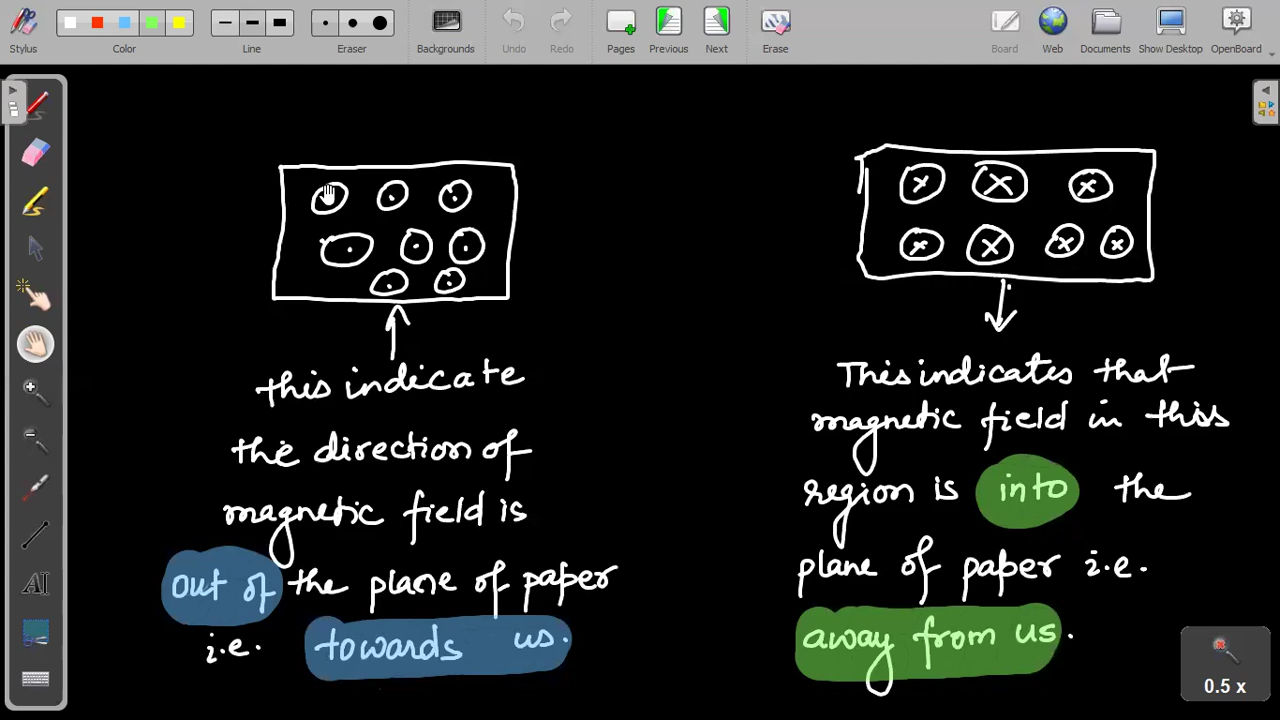 Stylus Color Line Eraser Backgrounds Undo Redo Pages Previous Next Erase Board Web Documents Show Desktop OpenBoard
this indicate
the direction of
magnetic field is
out of the plane of paper
i.e. towards us.
This indicates that
magnetic field in this
region is into the
plane of paper i.e.
away from us.
AI
0.5 x